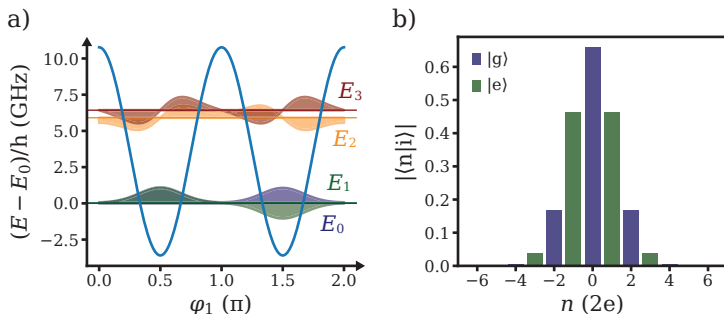 a)
(E − E₀)/h (GHz)
10.0
7.5
5.0
2.5
0.0
−2.5
E₃
E₂
E₁
E₀
0.0 0.5 1.0 1.5 2.0
φ₁ (π)
b)
|g⟩
|e⟩
|⟨n|i⟩|
0.6
0.5
0.4
0.3
0.2
0.1
0.0
−6 −4 −2 0 2 4 6
n (2e)